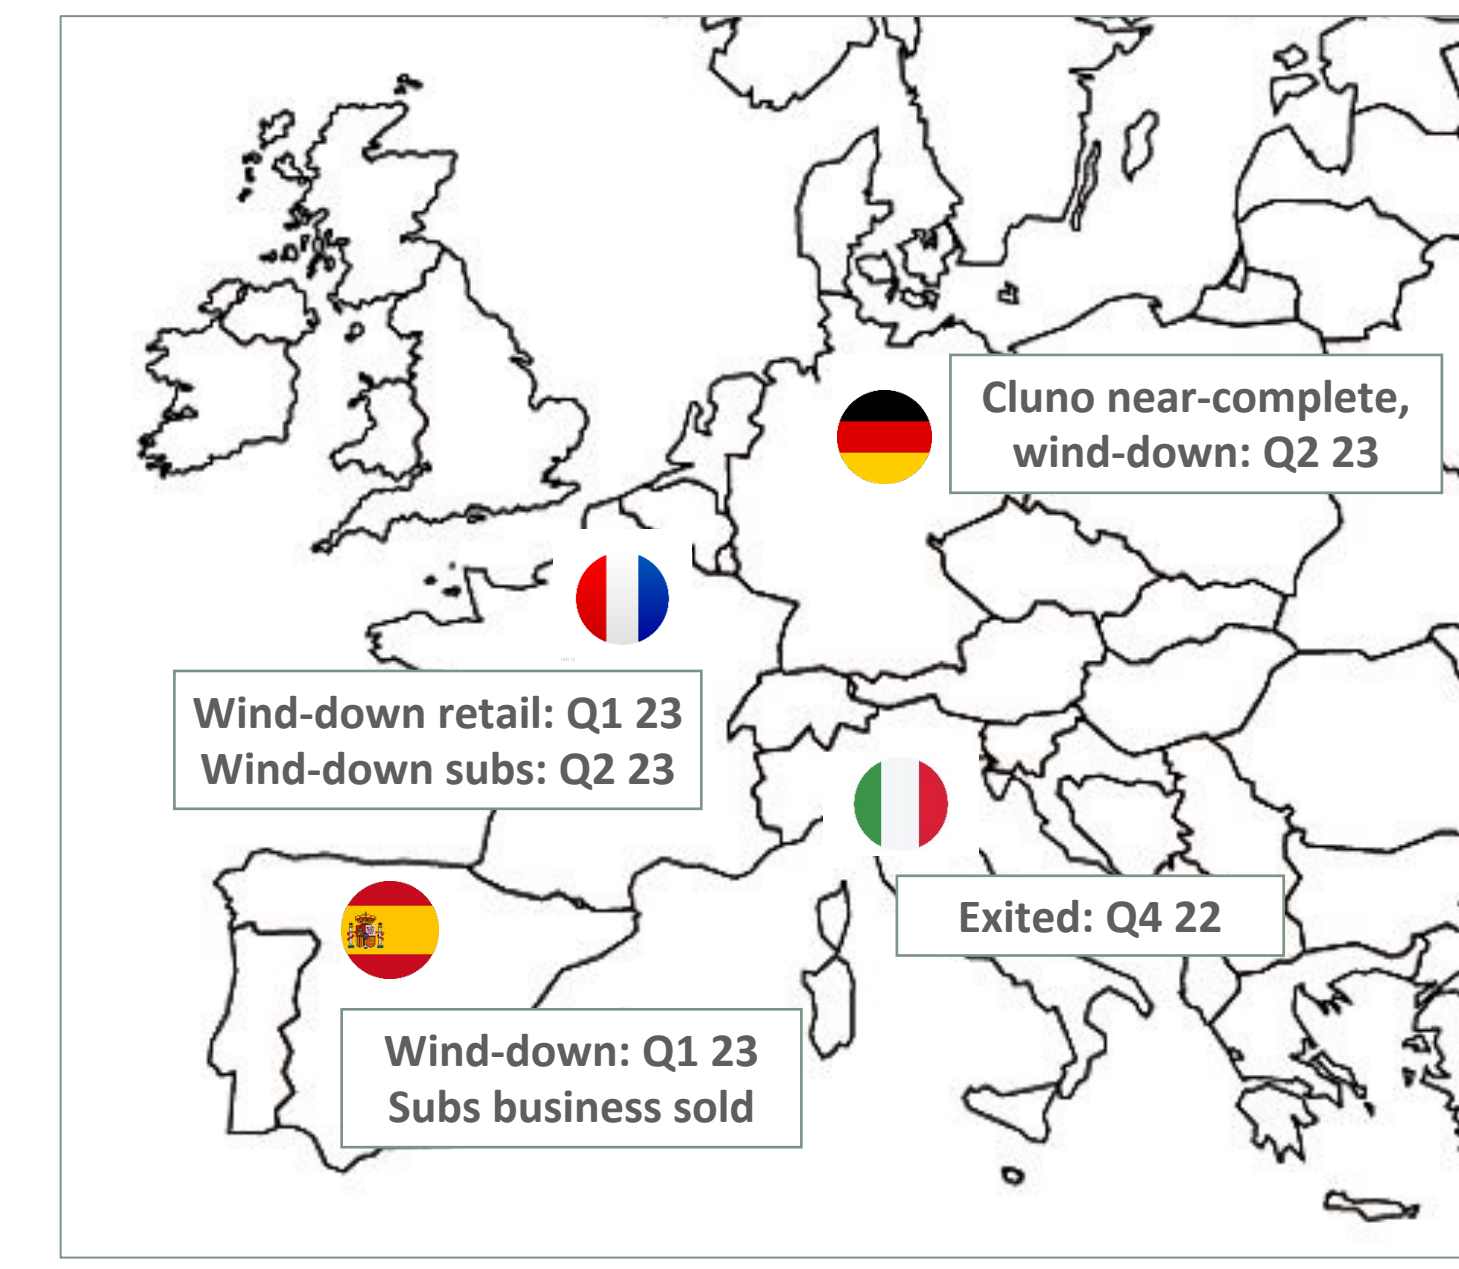 Cluno near-complete,
wind-down: Q2 23
Wind-down retail: Q1 23
Wind-down subs: Q2 23
Exited: Q4 22
Wind-down: Q1 23
Subs business sold